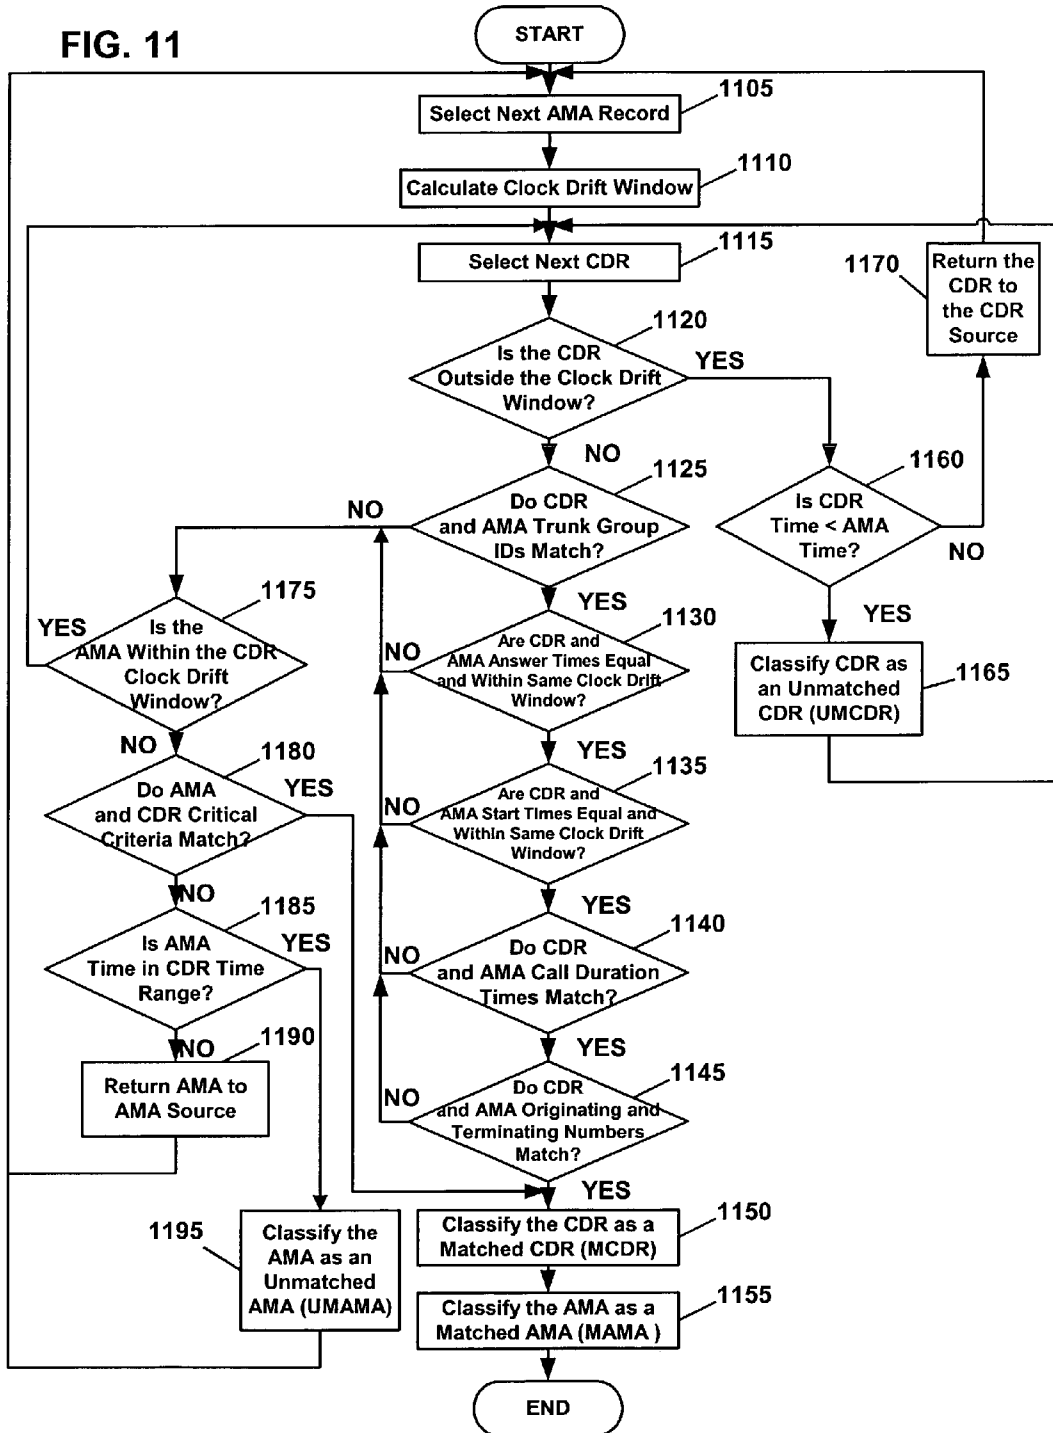 FIG. 11
START
Select Next AMA Record
1105
Calculate Clock Drift Window
1110
Select Next CDR
1115
Is the CDR
Outside the Clock Drift
Window?
1120
YES
NO
Return the
CDR to
the CDR
Source
1170
Is CDR
Time < AMA
Time?
1160
NO
YES
Classify CDR as
an Unmatched
CDR (UMCDR)
1165
Do CDR
and AMA Trunk Group
IDs Match?
1125
NO
YES
Are CDR and
AMA Answer Times Equal
and Within Same Clock Drift
Window?
1130
NO
YES
Are CDR and
AMA Start Times Equal and
Within Same Clock Drift
Window?
1135
NO
YES
Do CDR
and AMA Call Duration
Times Match?
1140
NO
YES
Do CDR
and AMA Originating and
Terminating Numbers
Match?
1145
NO
YES
Is the
AMA Within the CDR
Clock Drift
Window?
1175
YES
NO
Do AMA
and CDR Critical
Criteria Match?
1180
YES
NO
Is AMA
Time in CDR Time
Range?
1185
YES
NO
Return AMA to
AMA Source
1190
Classify the
AMA as an
Unmatched
AMA (UMAMA)
1195
Classify the CDR as a
Matched CDR (MCDR)
1150
Classify the AMA as a
Matched AMA (MAMA )
1155
END